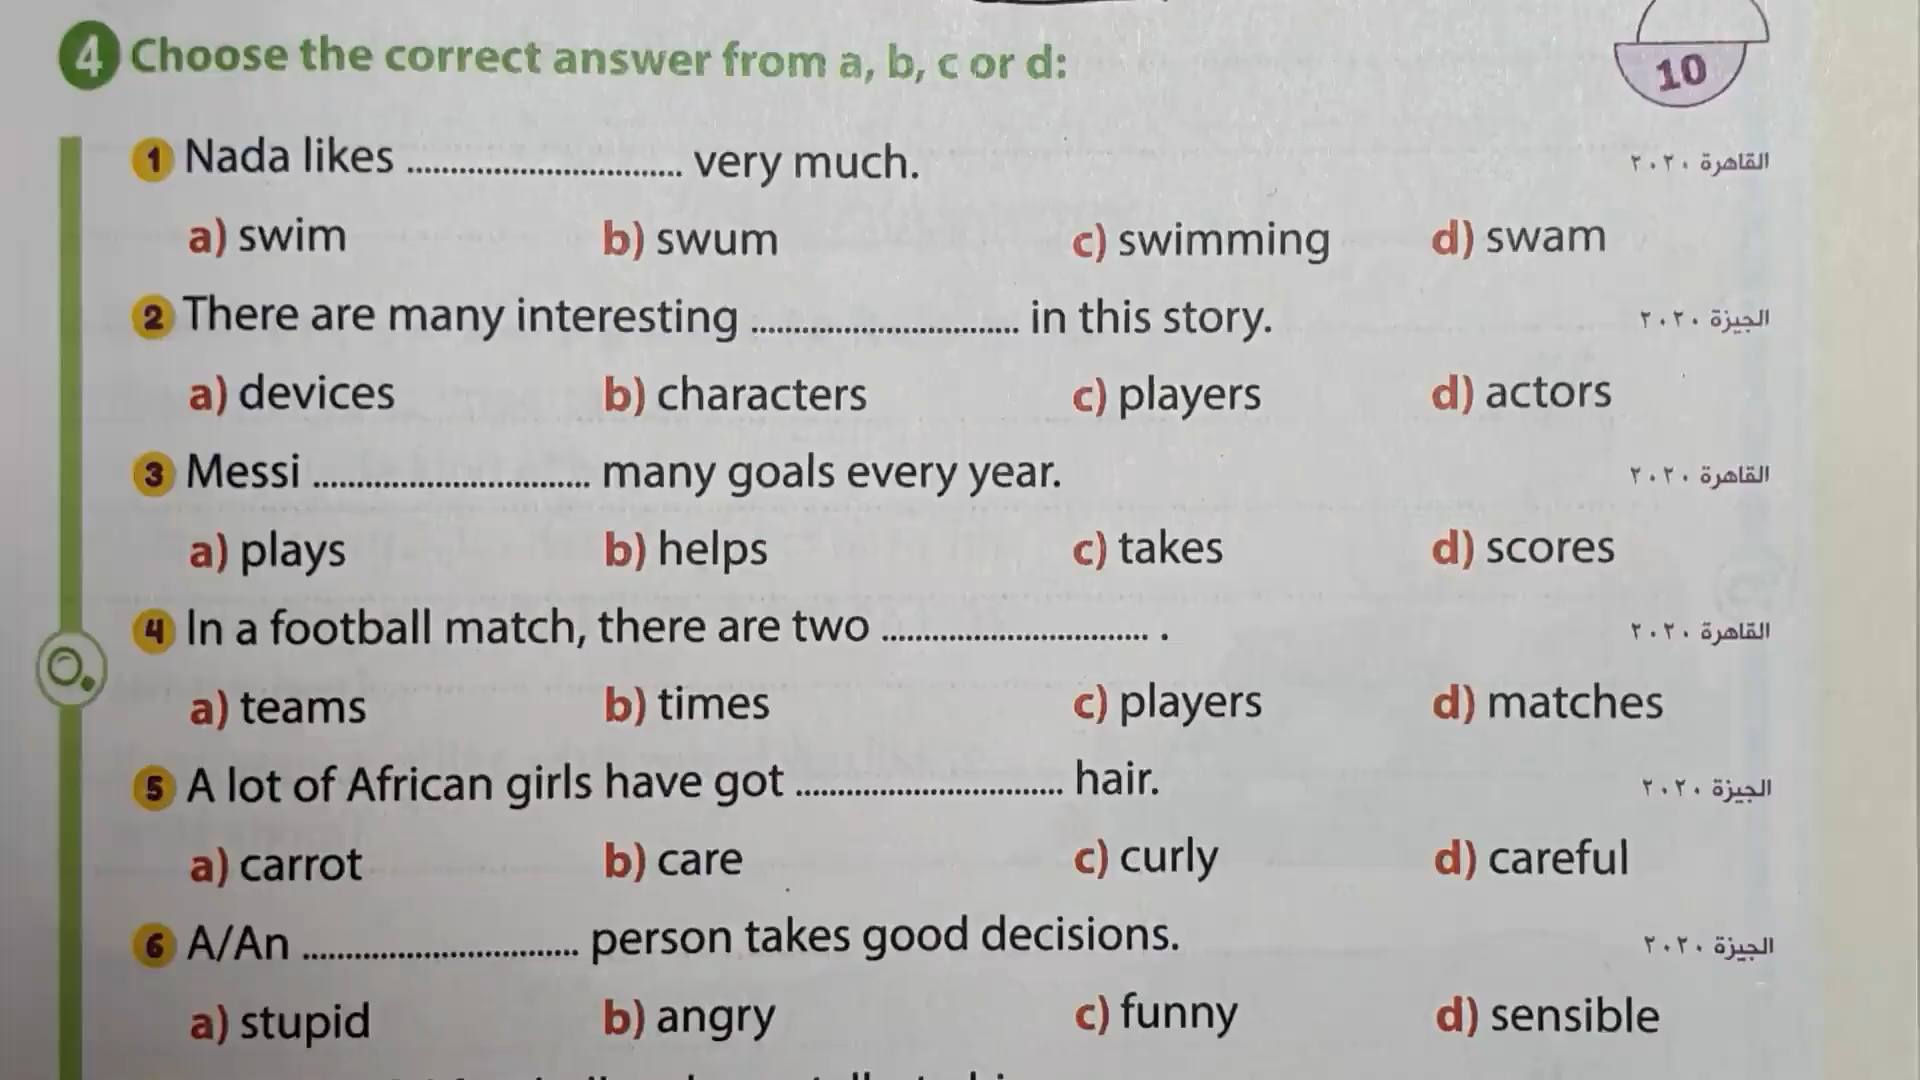 4 Choose the correct answer from a, b, c or d:
10
1 Nada likes .............................. very much. القاهرة ٢٠٢٠
a) swim b) swum c) swimming d) swam
2 There are many interesting .............................. in this story. الجيزة ٢٠٢٠
a) devices b) characters c) players d) actors
3 Messi .............................. many goals every year. القاهرة ٢٠٢٠
a) plays b) helps c) takes d) scores
4 In a football match, there are two .............................. . القاهرة ٢٠٢٠
a) teams b) times c) players d) matches
5 A lot of African girls have got .............................. hair. الجيزة ٢٠٢٠
a) carrot b) care c) curly d) careful
6 A/An .............................. person takes good decisions. الجيزة ٢٠٢٠
a) stupid b) angry c) funny d) sensible